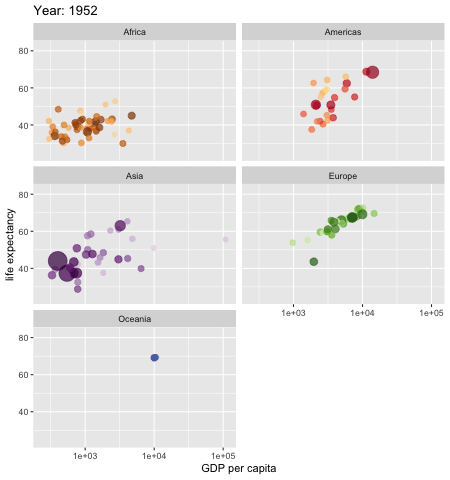 Year: 1952
Africa
Americas
80
60
40
Asia
Europe
80
60
40
1e+03 1e+04 1e+05
Oceania
80
60
40
1e+03 1e+04 1e+05
life expectancy
GDP per capita